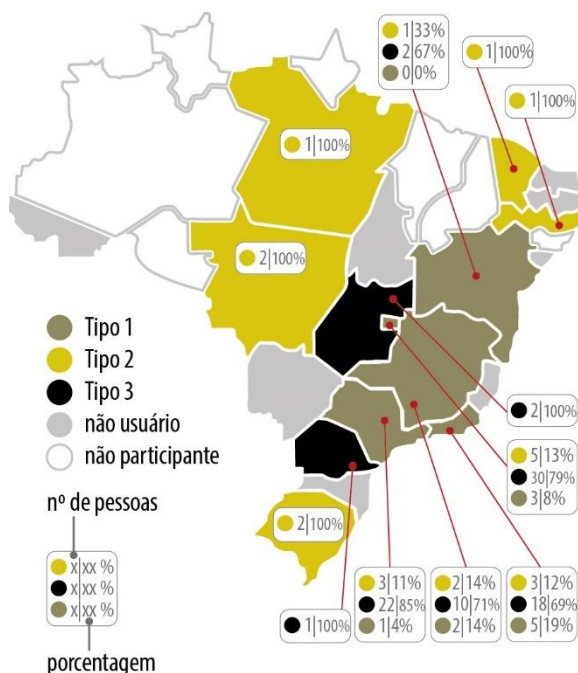 1|33%
2|67%
0|0%
1|100%
1|100%
1|100%
2|100%
Tipo 1
Tipo 2
Tipo 3
não usuário
não participante
2|100%
5|13%
30|79%
3|8%
nº de pessoas
2|100%
x|xx %
x|xx %
x|xx %
porcentagem
1|100%
3|11%
22|85%
1|4%
2|14%
10|71%
2|14%
3|12%
18|69%
5|19%